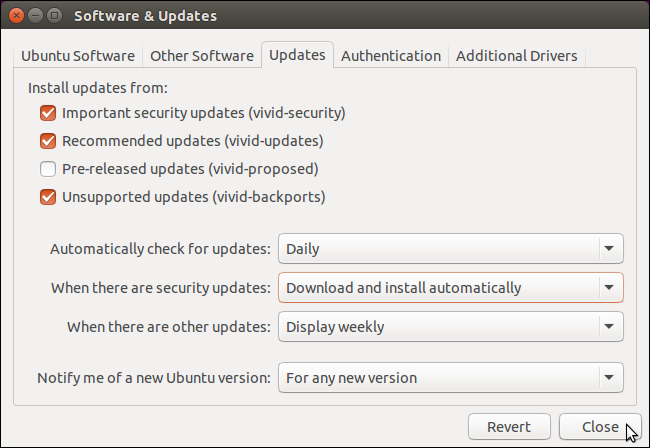 Software & Updates
Ubuntu Software Other Software Updates Authentication Additional Drivers
Install updates from:
Important security updates (vivid-security)
Recommended updates (vivid-updates)
Pre-released updates (vivid-proposed)
Unsupported updates (vivid-backports)
Automatically check for updates: Daily
When there are security updates: Download and install automatically
When there are other updates: Display weekly
Notify me of a new Ubuntu version: For any new version
Revert Close